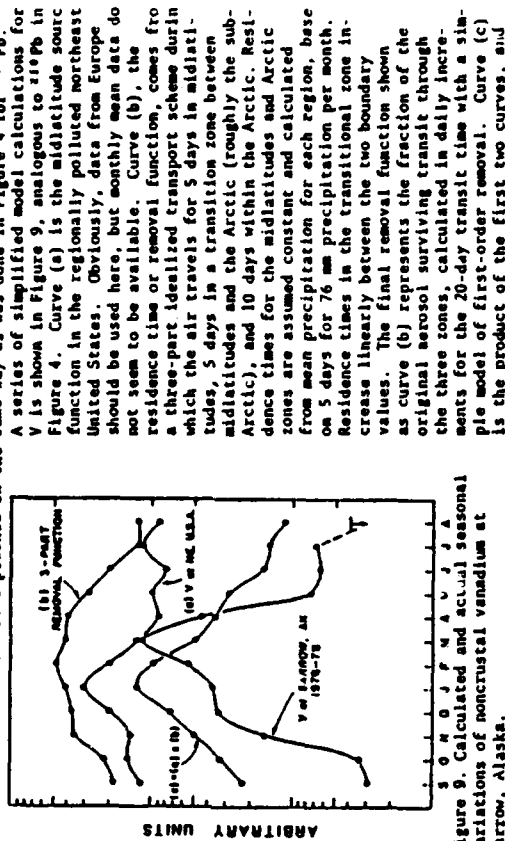 A series of simplified model calculations for
V is shown in Figure 9, analogous to ²¹⁰Pb in
Figure 4. Curve (a) is the midlatitude sourc
function in the regionally polluted northeast
United States. Obviously, data from Europe
should be used here, but monthly mean data do
not seem to be available. Curve (b), the
residence time or removal function, comes fro
a three-part idealized transport scheme durin
which the air travels for 5 days in midlati-
tudes, 5 days in a transition zone between
midlatitudes and the Arctic (roughly the sub-
Arctic), and 10 days within the Arctic. Resi-
dence times for the midlatitudes and Arctic
zones are assumed constant and calculated
from mean precipitation for each region, base
on 5 days for 76 mm precipitation per month.
Residence times in the transitional zone in-
crease linearly between the two boundary
values. The final removal function shown
as curve (b) represents the fraction of the
original aerosol surviving transit through
the three zones, calculated in daily incre-
ments for the 20-day transit time with a sim-
ple model of first-order removal. Curve (c)
is the product of the first two curves, and
ARBITRARY UNITS
(b) 3-PART
REMOVAL FUNCTION
(a) V at NE, U.S.A.
(c)=(a)x(b)
V at BARROW, AK
1976-78
S O N D J F M A M J J A
igure 9. Calculated and actual seasonal
ariations of noncrustal vanadium at
arrow, Alaska.